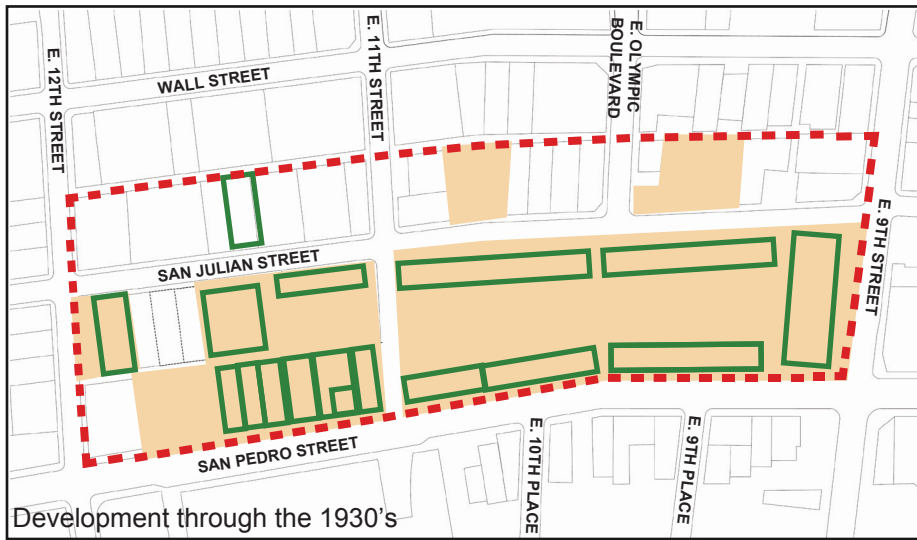 E. 12TH STREET
WALL STREET
E. 11TH STREET
E. OLYMPIC
BOULEVARD
E. 9TH STREET
SAN JULIAN STREET
SAN PEDRO STREET
E. 10TH PLACE
E. 9TH PLACE
Development through the 1930's